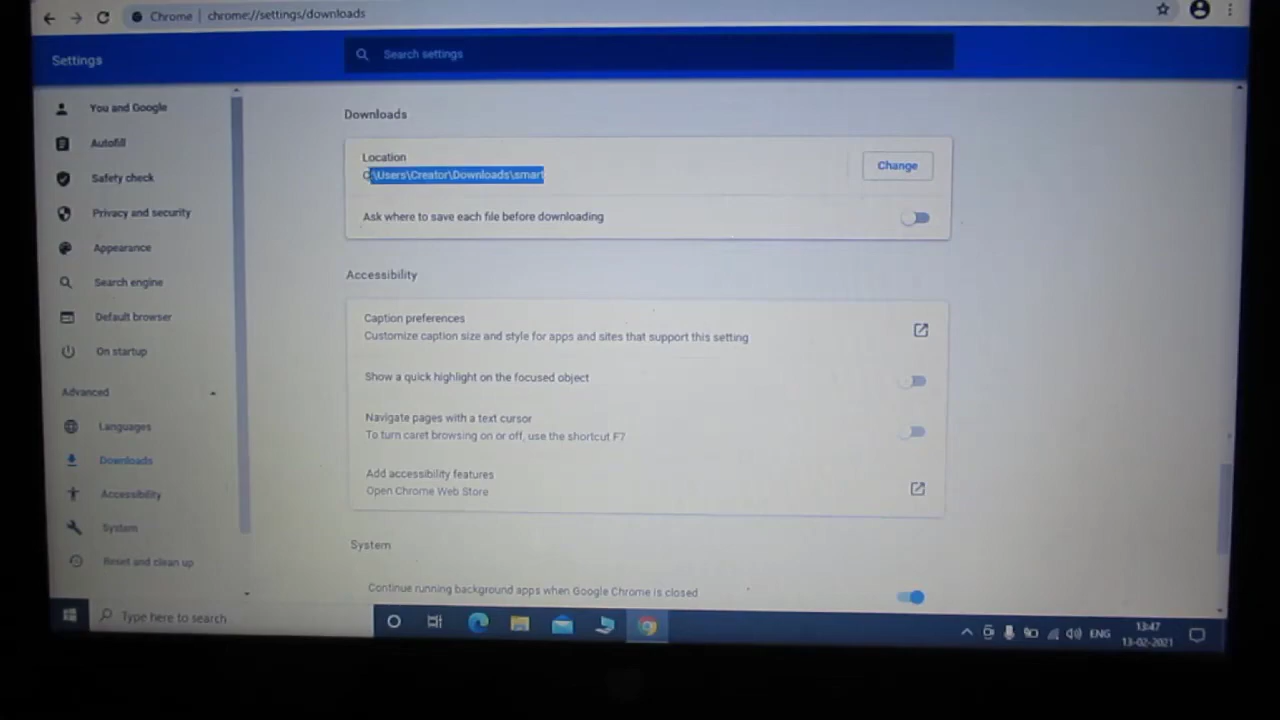 Chrome | chrome://settings/downloads
Settings
Search settings
You and Google
Autofill
Safety check
Privacy and security
Appearance
Search engine
Default browser
On startup
Advanced
Languages
Downloads
Accessibility
System
Reset and clean up
Downloads
Location
C:\Users\Creator\Downloads\smart
Change
Ask where to save each file before downloading
Accessibility
Caption preferences
Customize caption size and style for apps and sites that support this setting
Show a quick highlight on the focused object
Navigate pages with a text cursor
To turn caret browsing on or off, use the shortcut F7
Add accessibility features
Open Chrome Web Store
System
Continue running background apps when Google Chrome is closed
Type here to search
ENG
13:47
13-02-2021